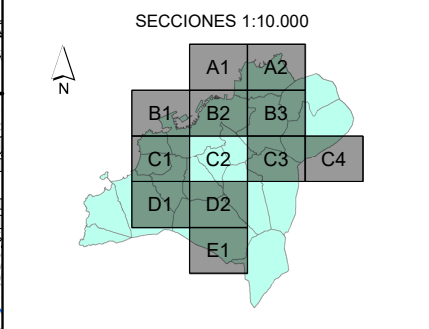 SECCIONES 1:10.000
N
A1 A2
B1 B2 B3
C1 C2 C3 C4
D1 D2
E1